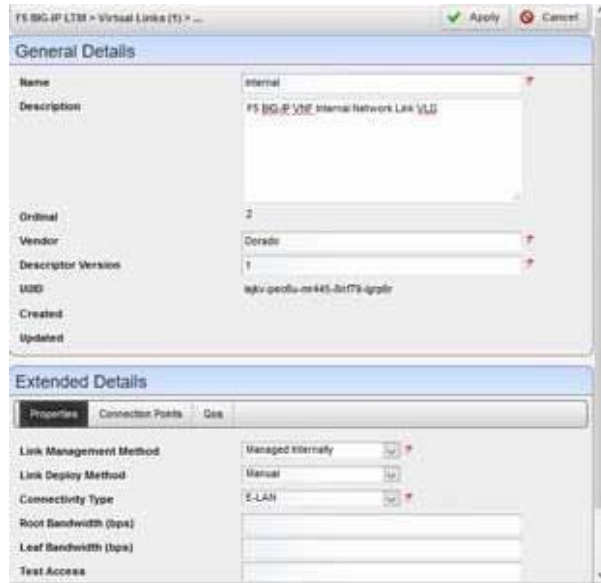 F5 BIG-IP LTM > Virtual Links (1) > ...
Apply
Cancel
General Details
Name
internal
Description
F5 BIG-IP VNF Internal Network Link VLD
Ordinal
2
Vendor
Dorado
Descriptor Version
1
UUID
Created
Updated
Extended Details
Properties
Connection Points
Qos
Link Management Method
Managed Internally
Link Deploy Method
Manual
Connectivity Type
E-LAN
Root Bandwidth (bps)
Leaf Bandwidth (bps)
Test Access